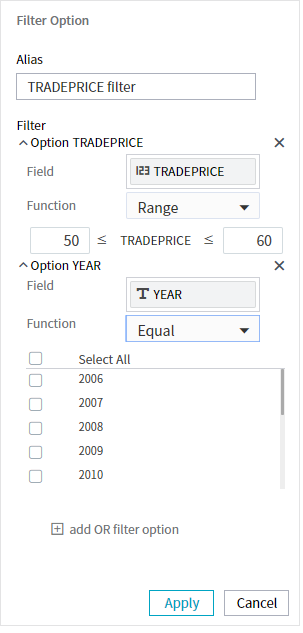 Filter Option
Alias
TRADEPRICE filter
Filter
Option TRADEPRICE
Field
123 TRADEPRICE
Function
Range
50 ≤ TRADEPRICE ≤ 60
Option YEAR
Field
T YEAR
Function
Equal
Select All
2006
2007
2008
2009
2010
add OR filter option
Apply Cancel